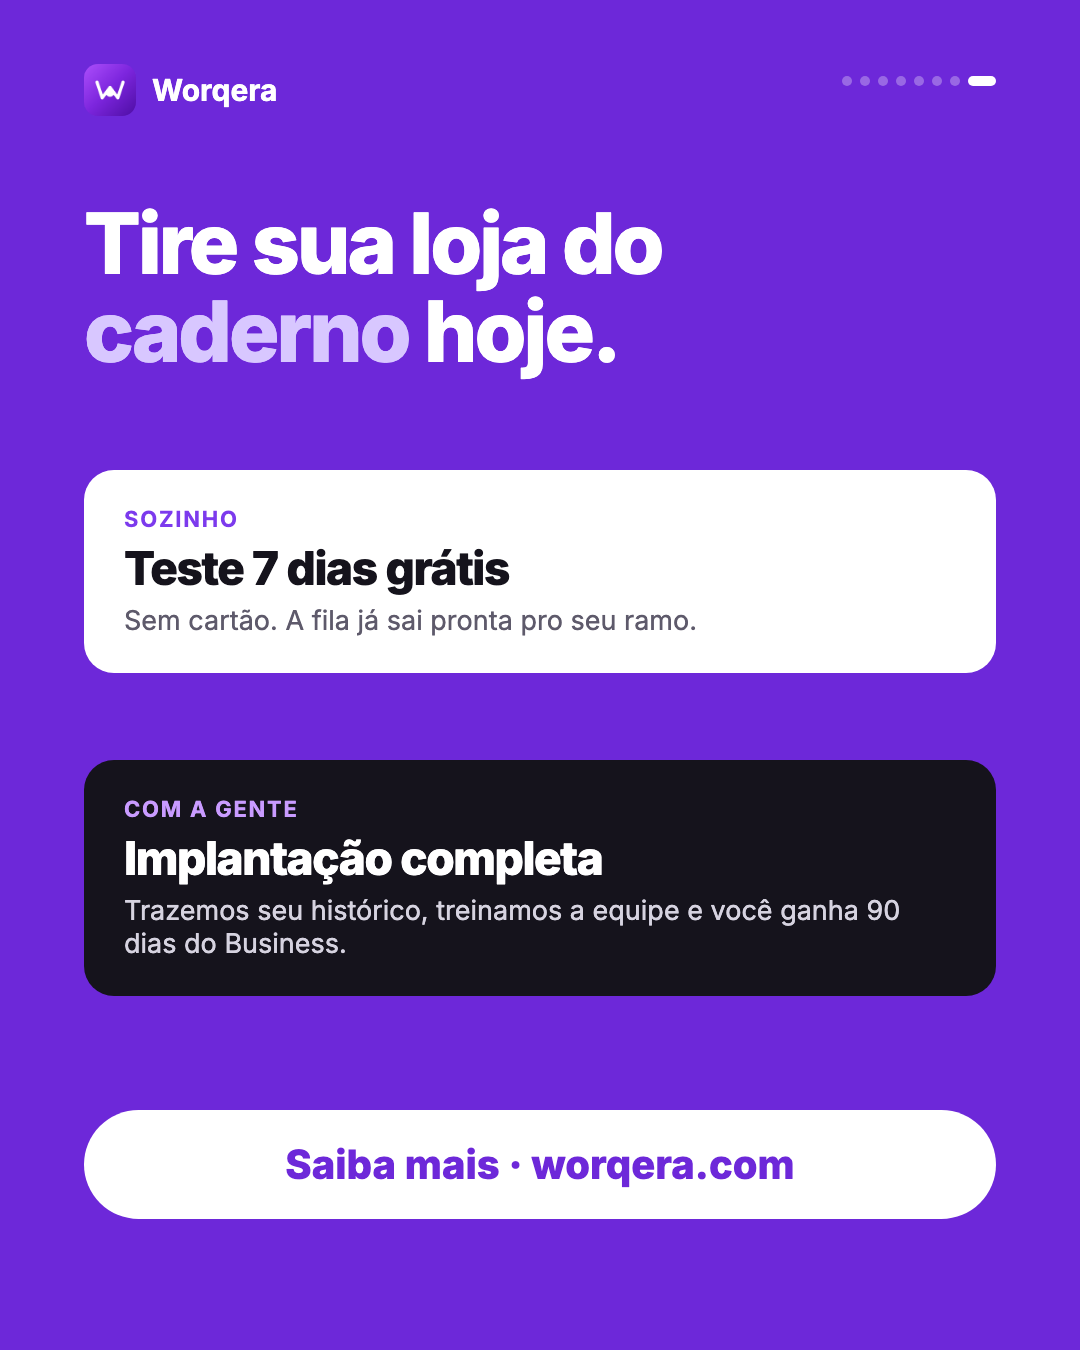 Worqera
Tire sua loja do
caderno hoje.
SOZINHO
Teste 7 dias grátis
Sem cartão. A fila já sai pronta pro seu ramo.
COM A GENTE
Implantação completa
Trazemos seu histórico, treinamos a equipe e você ganha 90
dias do Business.
Saiba mais · worqera.com